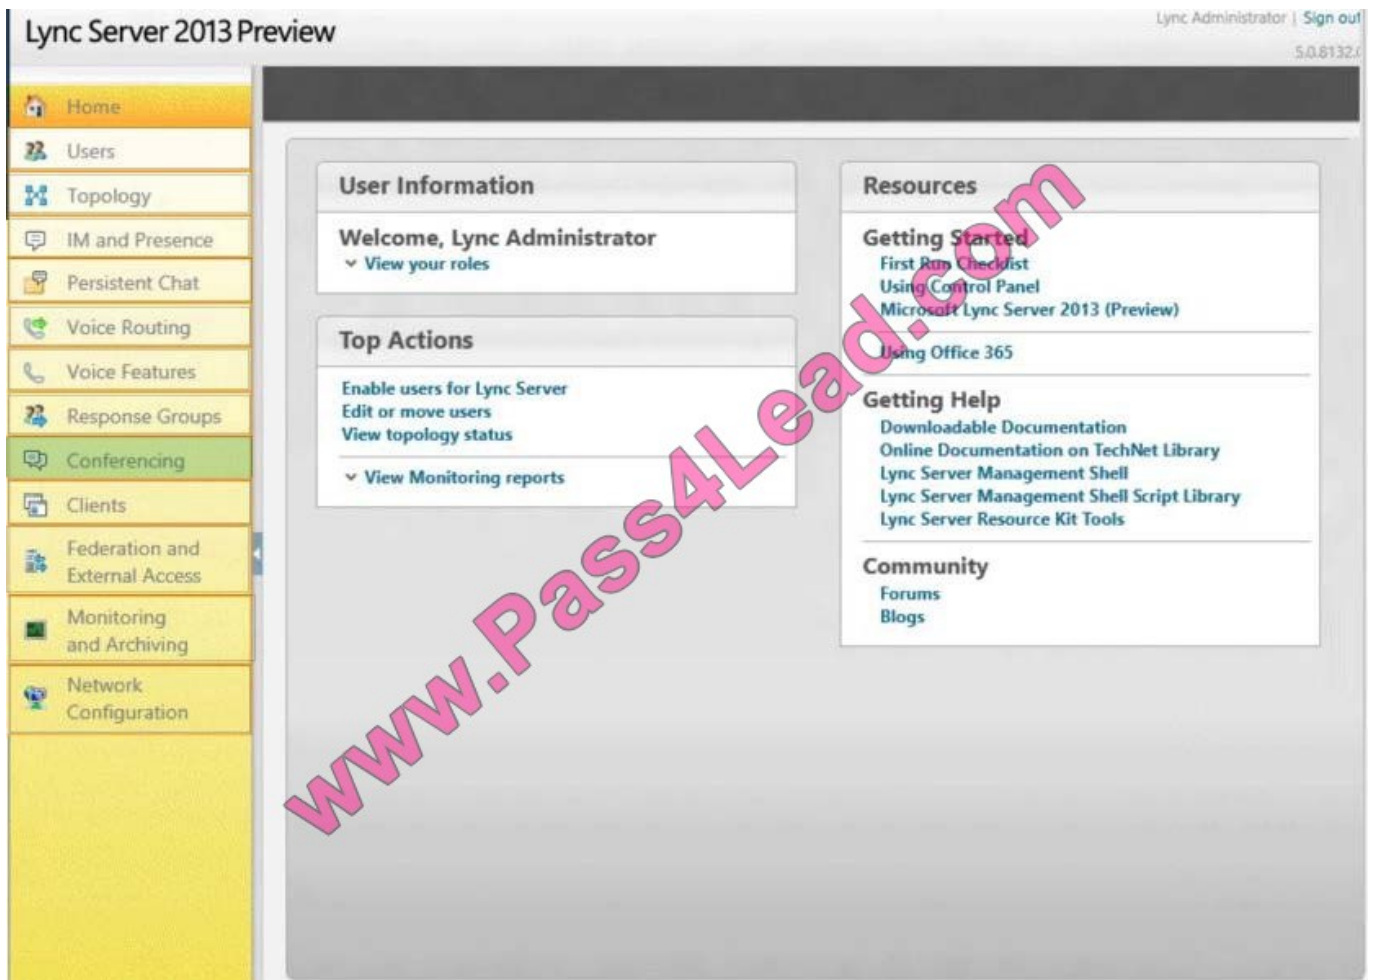 Lync Server 2013 Preview
Lync Administrator | Sign out
5.0.8132.0
Home
Users
Topology
IM and Presence
Persistent Chat
Voice Routing
Voice Features
Response Groups
Conferencing
Clients
Federation and
External Access
Monitoring
and Archiving
Network
Configuration
User Information
Welcome, Lync Administrator
View your roles
Top Actions
Enable users for Lync Server
Edit or move users
View topology status
View Monitoring reports
Resources
Getting Started
First Run Checklist
Using Control Panel
Microsoft Lync Server 2013 (Preview)
Using Office 365
Getting Help
Downloadable Documentation
Online Documentation on TechNet Library
Lync Server Management Shell
Lync Server Management Shell Script Library
Lync Server Resource Kit Tools
Community
Forums
Blogs
www.Pass4Lead.com